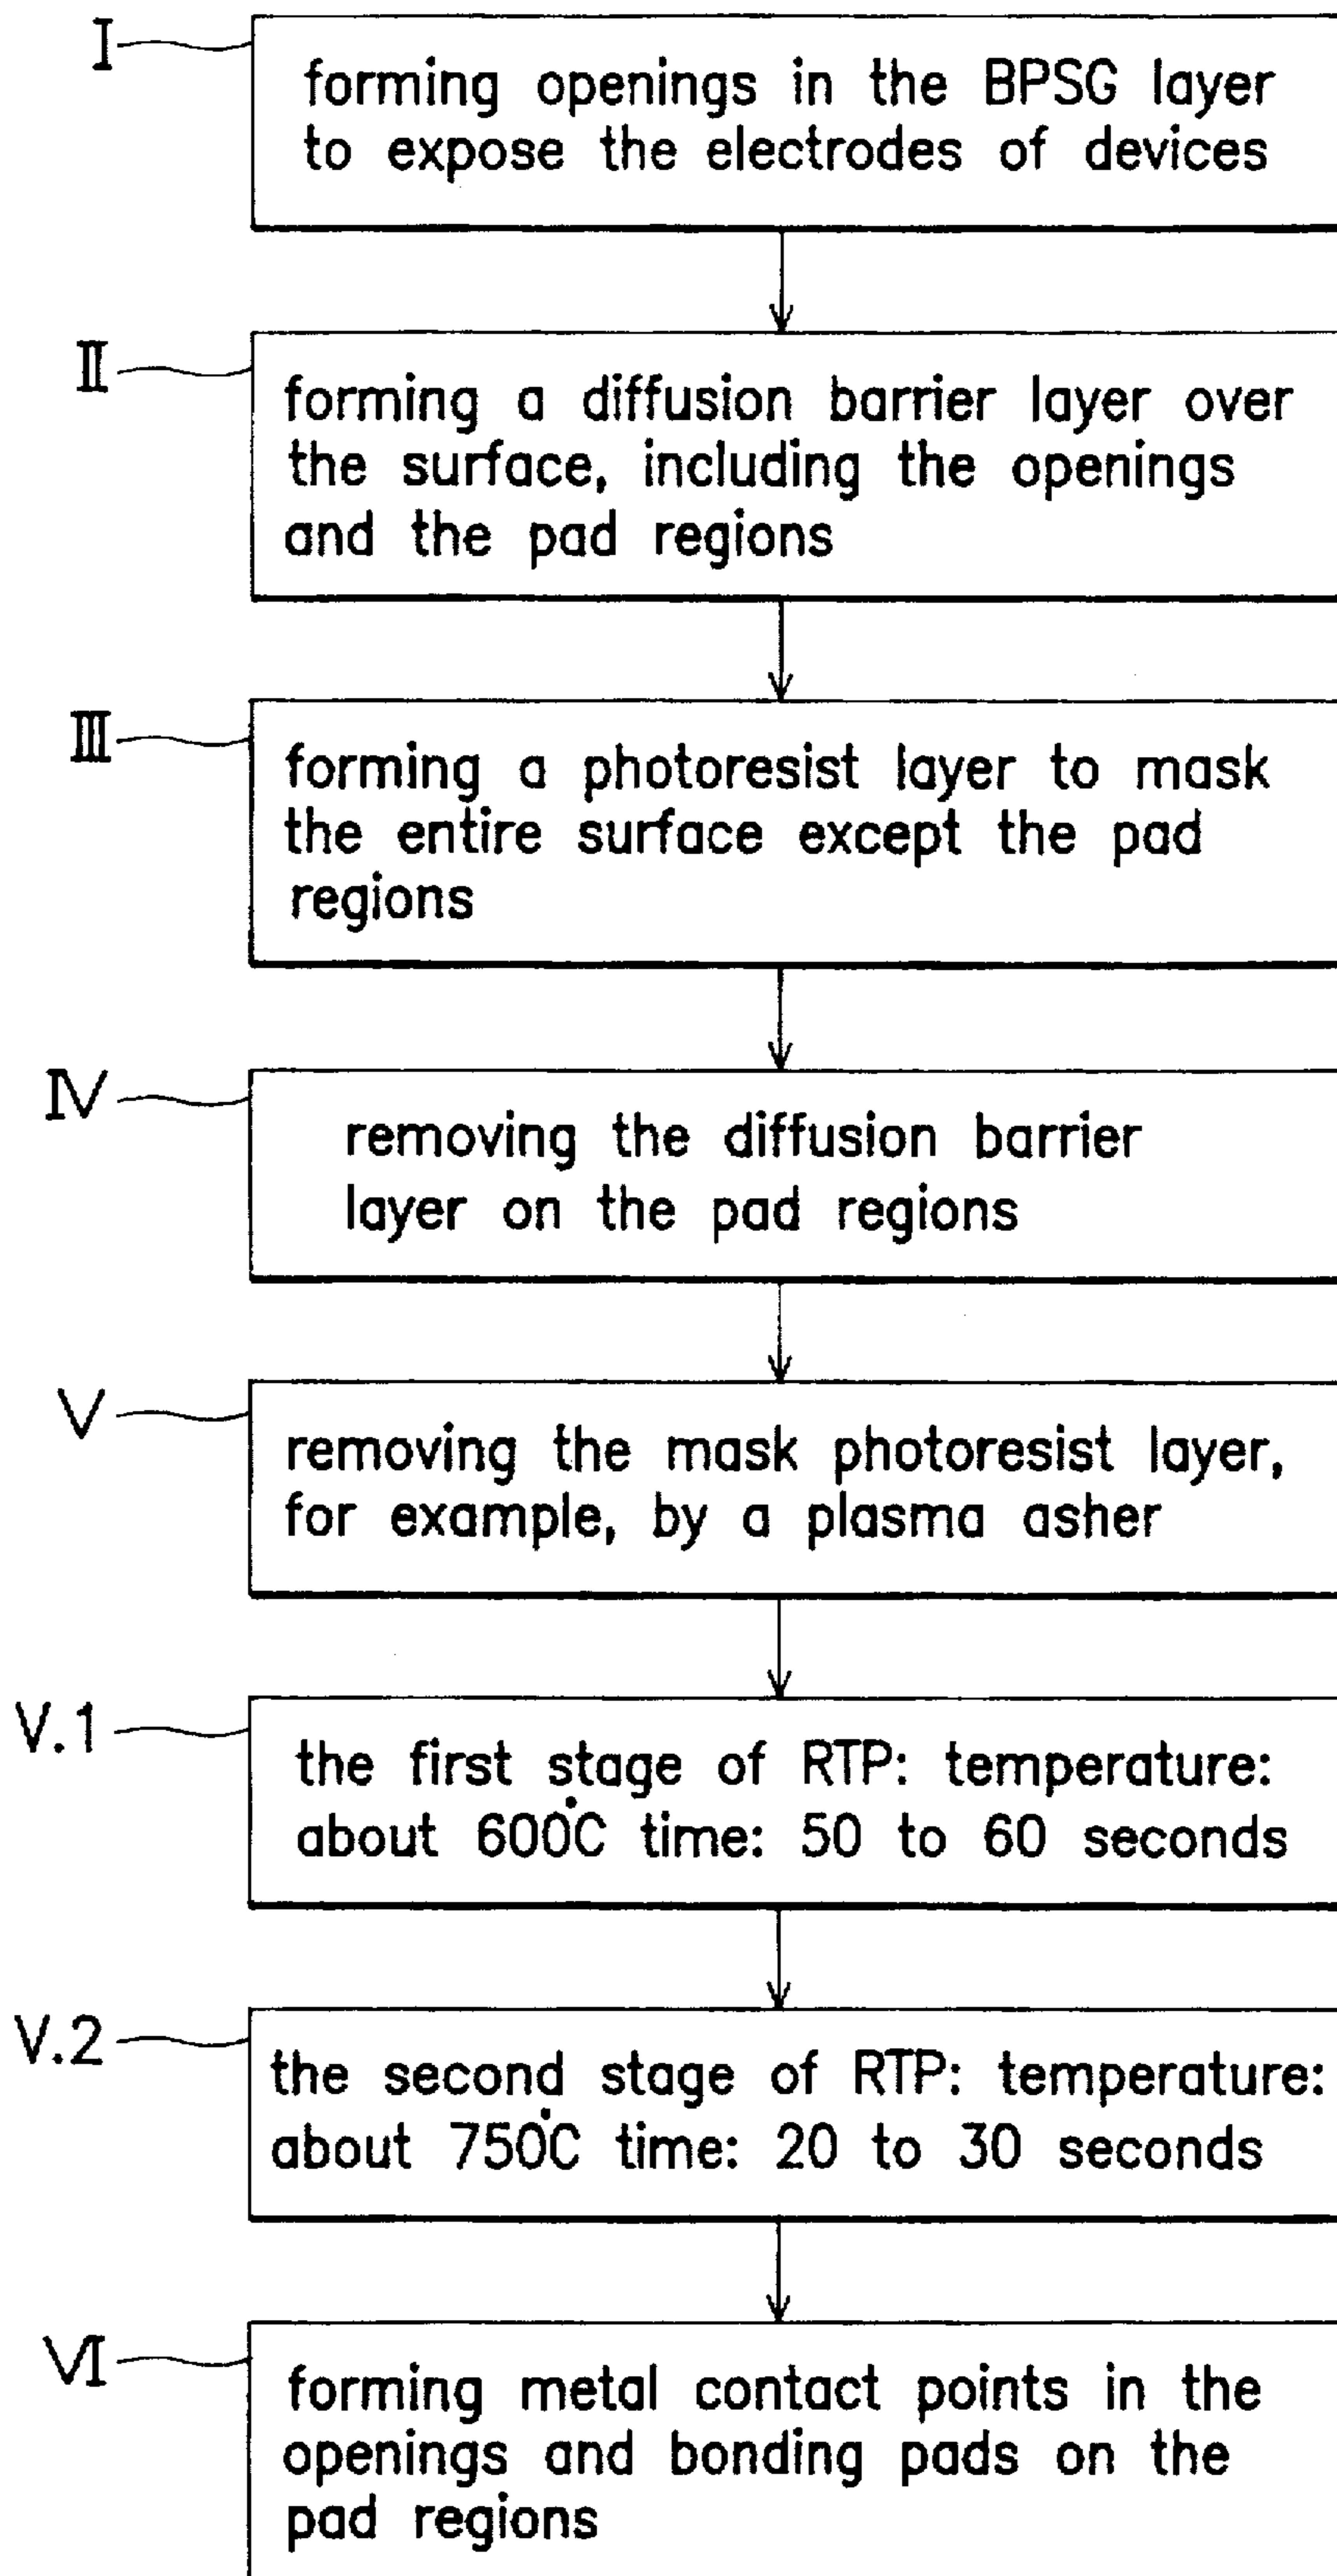 I
forming openings in the BPSG layer
to expose the electrodes of devices
II
forming a diffusion barrier layer over
the surface, including the openings
and the pad regions
III
forming a photoresist layer to mask
the entire surface except the pad
regions
IV
removing the diffusion barrier
layer on the pad regions
V
removing the mask photoresist layer,
for example, by a plasma asher
V.1
the first stage of RTP: temperature:
about 600°C time: 50 to 60 seconds
V.2
the second stage of RTP: temperature:
about 750°C time: 20 to 30 seconds
VI
forming metal contact points in the
openings and bonding pads on the
pad regions